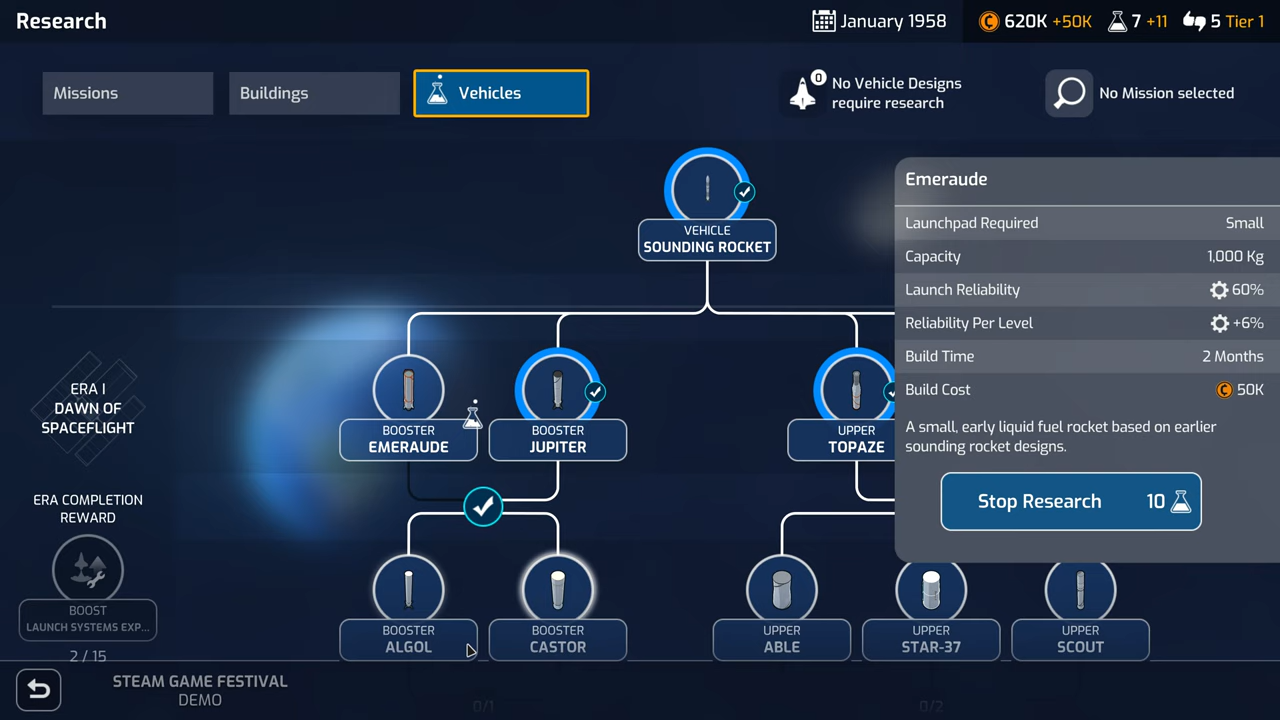 Research
January 1958
620K +50K
7 +11
5 Tier 1
Missions
Buildings
Vehicles
0
No Vehicle Designs
require research
No Mission selected
VEHICLE
SOUNDING ROCKET
Emeraude
Launchpad Required Small
Capacity 1,000 Kg
Launch Reliability 60%
Reliability Per Level +6%
Build Time 2 Months
Build Cost 50K
A small, early liquid fuel rocket based on earlier
sounding rocket designs.
Stop Research 10
ERA I
DAWN OF
SPACEFLIGHT
BOOSTER
EMERAUDE
BOOSTER
JUPITER
UPPER
TOPAZE
ERA COMPLETION
REWARD
BOOST
LAUNCH SYSTEMS EXP...
2 / 15
BOOSTER
ALGOL
BOOSTER
CASTOR
UPPER
ABLE
UPPER
STAR-37
UPPER
SCOUT
STEAM GAME FESTIVAL
DEMO
0/1
0/2